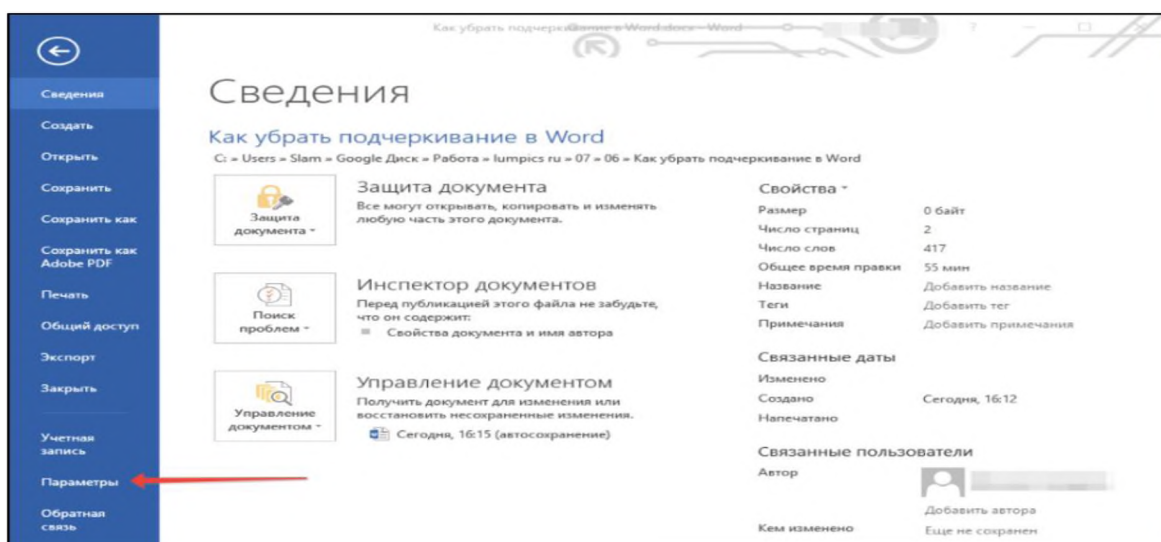 Как убрать подчеркивание в Word.docx - Word
?
Сведения
Создать
Открыть
Сохранить
Сохранить как
Сохранить как
Adobe PDF
Печать
Общий доступ
Экспорт
Закрыть
Учетная
запись
Параметры
Обратная
связь
Сведения
Как убрать подчеркивание в Word
C: » Users » Slam » Google Диск » Работа » lumpics ru » 07 » 06 » Как убрать подчеркивание в Word
Защита
документа
Защита документа
Все могут открывать, копировать и изменять
любую часть этого документа.
Поиск
проблем
Инспектор документов
Перед публикацией этого файла не забудьте,
что он содержит:
Свойства документа и имя автора
Управление
документом
Управление документом
Получить документ для изменения или
восстановить несохраненные изменения.
Сегодня, 16:15 (автосохранение)
Свойства
Размер 0 байт
Число страниц 2
Число слов 417
Общее время правки 55 мин
Название Добавить название
Теги Добавить тег
Примечания Добавить примечания
Связанные даты
Изменено
Создано Сегодня, 16:12
Напечатано
Связанные пользователи
Автор
Добавить автора
Кем изменено Еще не сохранен